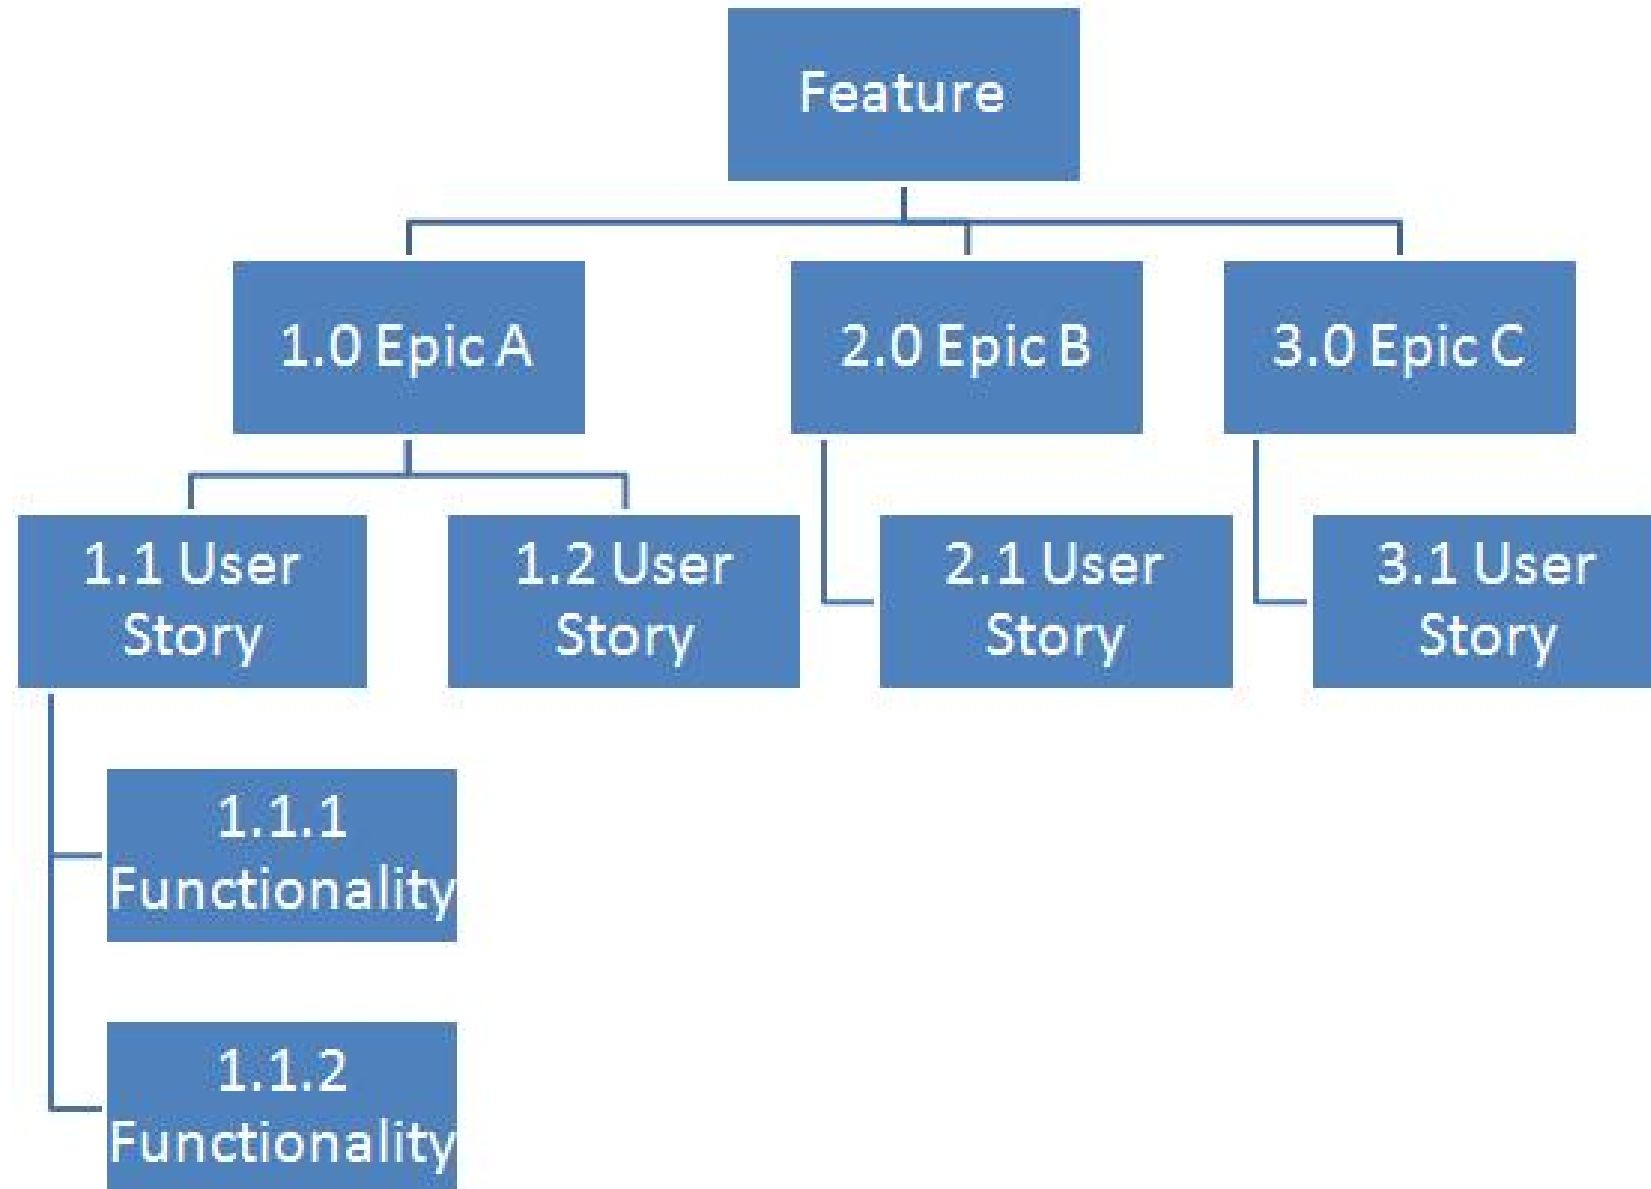 Feature
1.0 Epic A
2.0 Epic B
3.0 Epic C
1.1 User
Story
1.2 User
Story
2.1 User
Story
3.1 User
Story
1.1.1
Functionality
1.1.2
Functionality